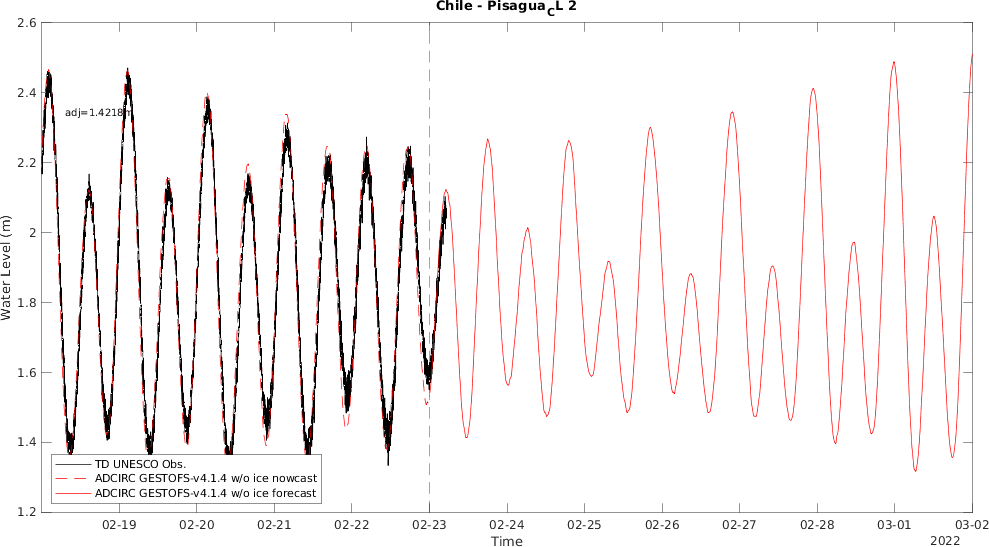 Chile - Pisagua_CL 2
2.6
2.4
2.2
2
1.8
1.6
1.4
1.2
Water Level (m)
adj=1.4218m
TD UNESCO Obs.
ADCIRC GESTOFS-v4.1.4 w/o ice nowcast
ADCIRC GESTOFS-v4.1.4 w/o ice forecast
02-19 02-20 02-21 02-22 02-23 02-24 02-25 02-26 02-27 02-28 03-01 03-02
Time
2022